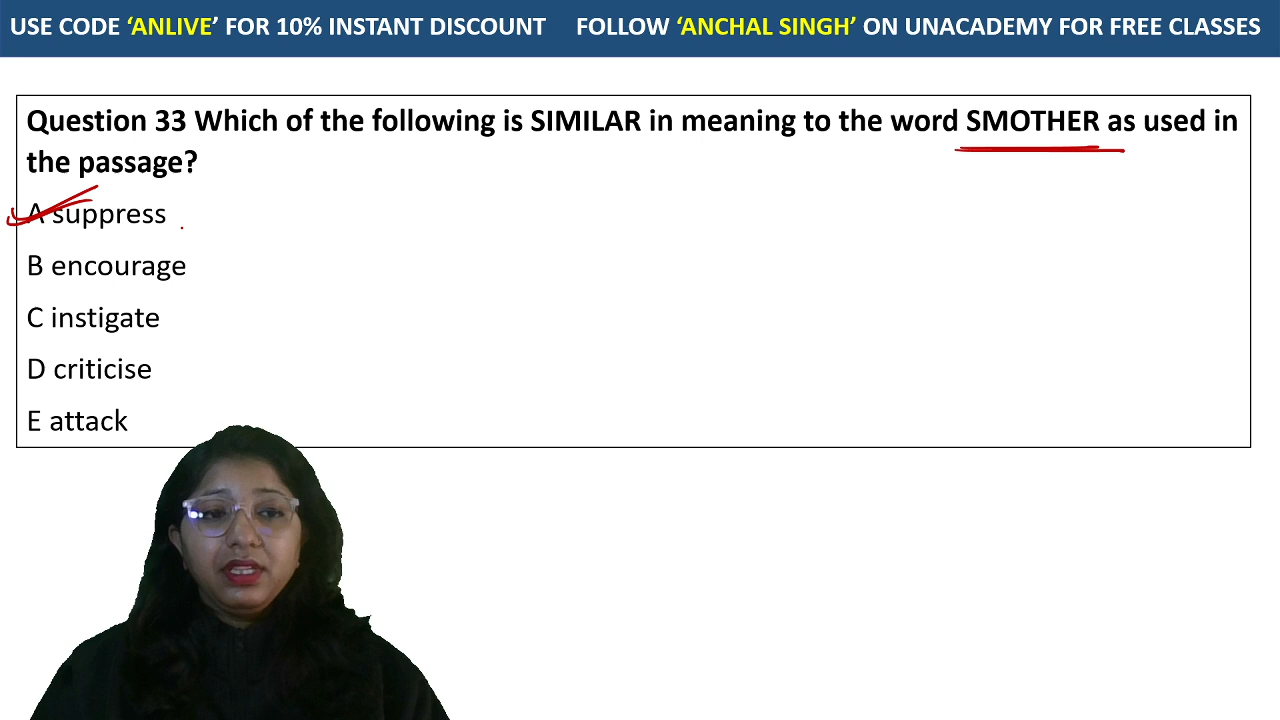 USE CODE ‘ANLIVE’ FOR 10% INSTANT DISCOUNT FOLLOW ‘ANCHAL SINGH’ ON UNACADEMY FOR FREE CLASSES
Question 33 Which of the following is SIMILAR in meaning to the word SMOTHER as used in
the passage?
A suppress
B encourage
C instigate
D criticise
E attack